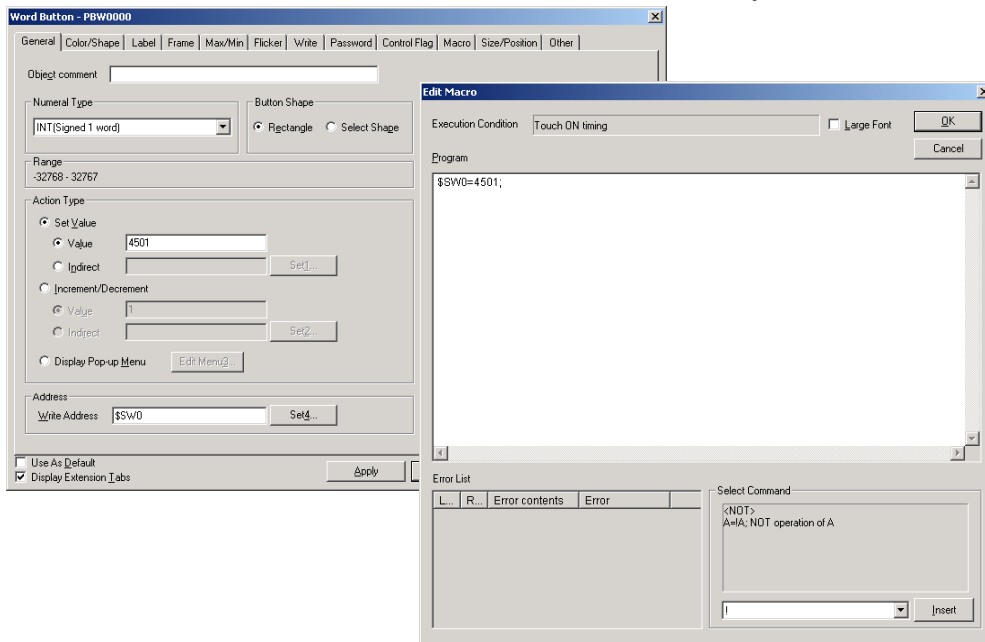 Word Button - PBW0000
General Color/Shape Label Frame Max/Min Flicker Write Password Control Flag Macro Size/Position Other
Object comment
Numeral Type
INT(Signed 1 word)
Button Shape
Rectangle Select Shape
Range
-32768 - 32767
Action Type
Set Value
Value 4501
Indirect Set1...
Increment/Decrement
Value 1
Indirect Set2...
Display Pop-up Menu Edit Menu3...
Address
Write Address $SW0 Set4...
Use As Default
Display Extension Tabs
Apply
Edit Macro
Execution Condition Touch ON timing Large Font OK
Cancel
Program
$SW0=4501;
Error List
L... R... Error contents Error
Select Command
<NOT>
A=!A; NOT operation of A
! Insert